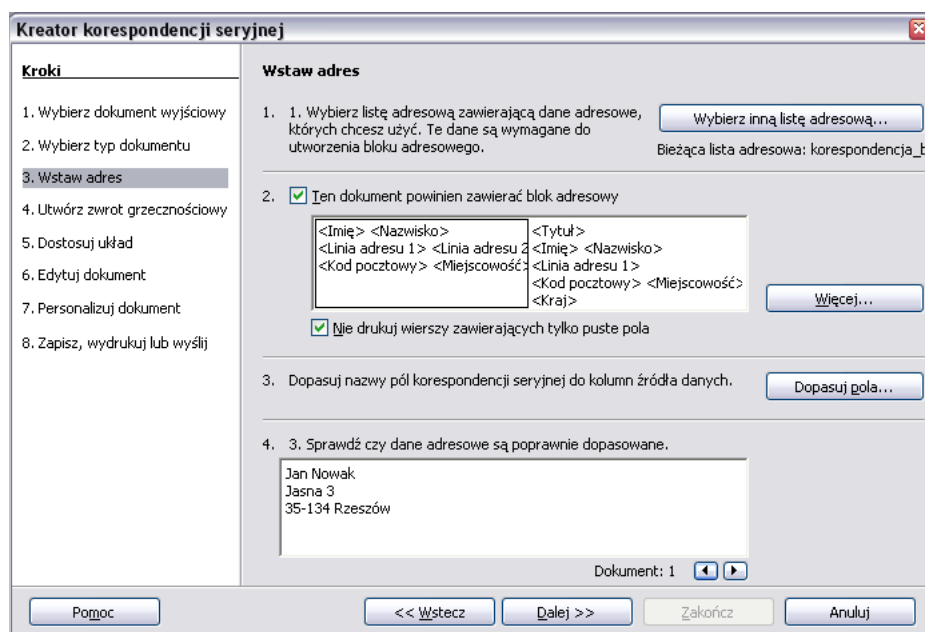 Kreator korespondencji seryjnej
Kroki
1. Wybierz dokument wyjściowy
2. Wybierz typ dokumentu
3. Wstaw adres
4. Utwórz zwrot grzecznościowy
5. Dostosuj układ
6. Edytuj dokument
7. Personalizuj dokument
8. Zapisz, wydrukuj lub wyślij
Wstaw adres
1. 1. Wybierz listę adresową zawierającą dane adresowe,
których chcesz użyć. Te dane są wymagane do
utworzenia bloku adresowego.
Wybierz inną listę adresową...
Bieżąca lista adresowa: korespondencja_b
2. Ten dokument powinien zawierać blok adresowy
<Imię> <Nazwisko>
<Linia adresu 1> <Linia adresu 2
<Kod pocztowy> <Miejscowość>
<Tytuł>
<Imię> <Nazwisko>
<Linia adresu 1>
<Kod pocztowy> <Miejscowość>
<Kraj>
Więcej...
Nie drukuj wierszy zawierających tylko puste pola
3. Dopasuj nazwy pól korespondencji seryjnej do kolumn źródła danych.
Dopasuj pola...
4. 3. Sprawdź czy dane adresowe są poprawnie dopasowane.
Jan Nowak
Jasna 3
35-134 Rzeszów
Dokument: 1
Pomoc
<< Wstecz
Dalej >>
Zakończ
Anuluj